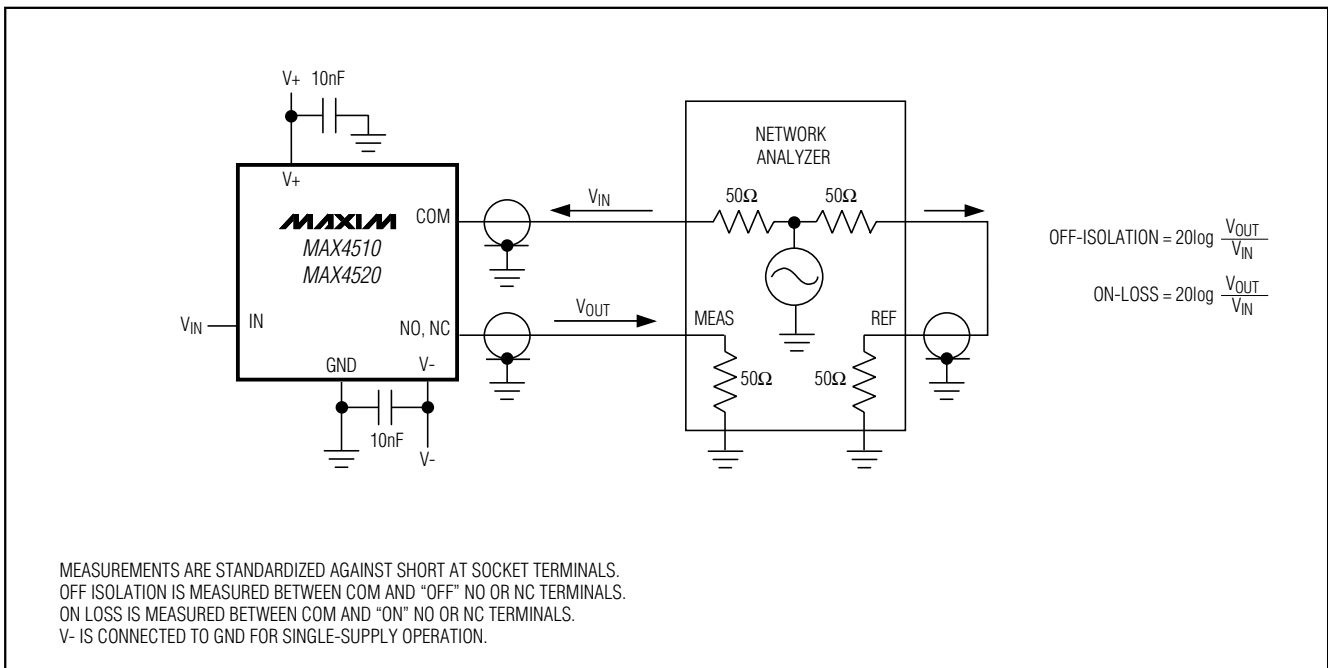 V+ 10nF
V+
MAXIM
MAX4510
MAX4520
COM
VIN
IN
NO, NC
GND
V-
10nF
V-
VIN
VOUT
NETWORK
ANALYZER
50Ω
50Ω
MEAS
REF
50Ω
50Ω
OFF-ISOLATION = 20log VOUT
VIN
ON-LOSS = 20log VOUT
VIN
MEASUREMENTS ARE STANDARDIZED AGAINST SHORT AT SOCKET TERMINALS.
OFF ISOLATION IS MEASURED BETWEEN COM AND “OFF” NO OR NC TERMINALS.
ON LOSS IS MEASURED BETWEEN COM AND “ON” NO OR NC TERMINALS.
V- IS CONNECTED TO GND FOR SINGLE-SUPPLY OPERATION.